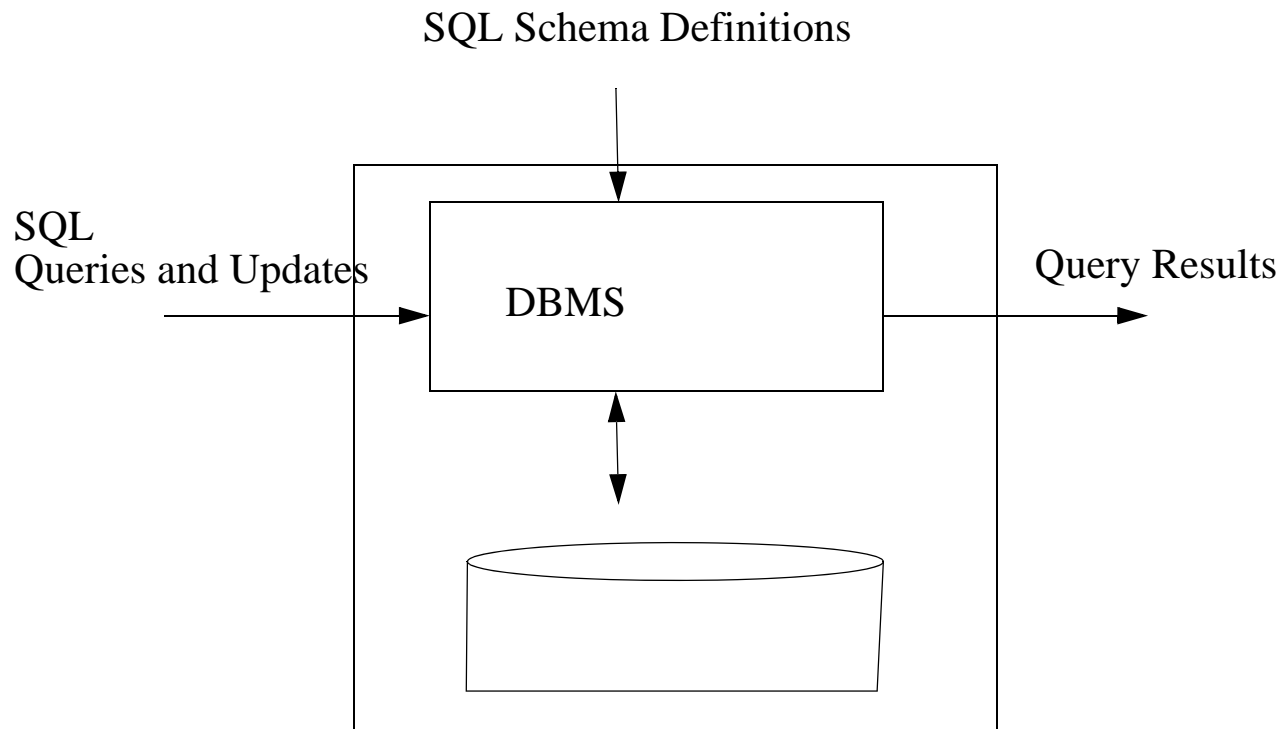 SQL Schema Definitions
SQL
Queries and Updates
Query Results
DBMS